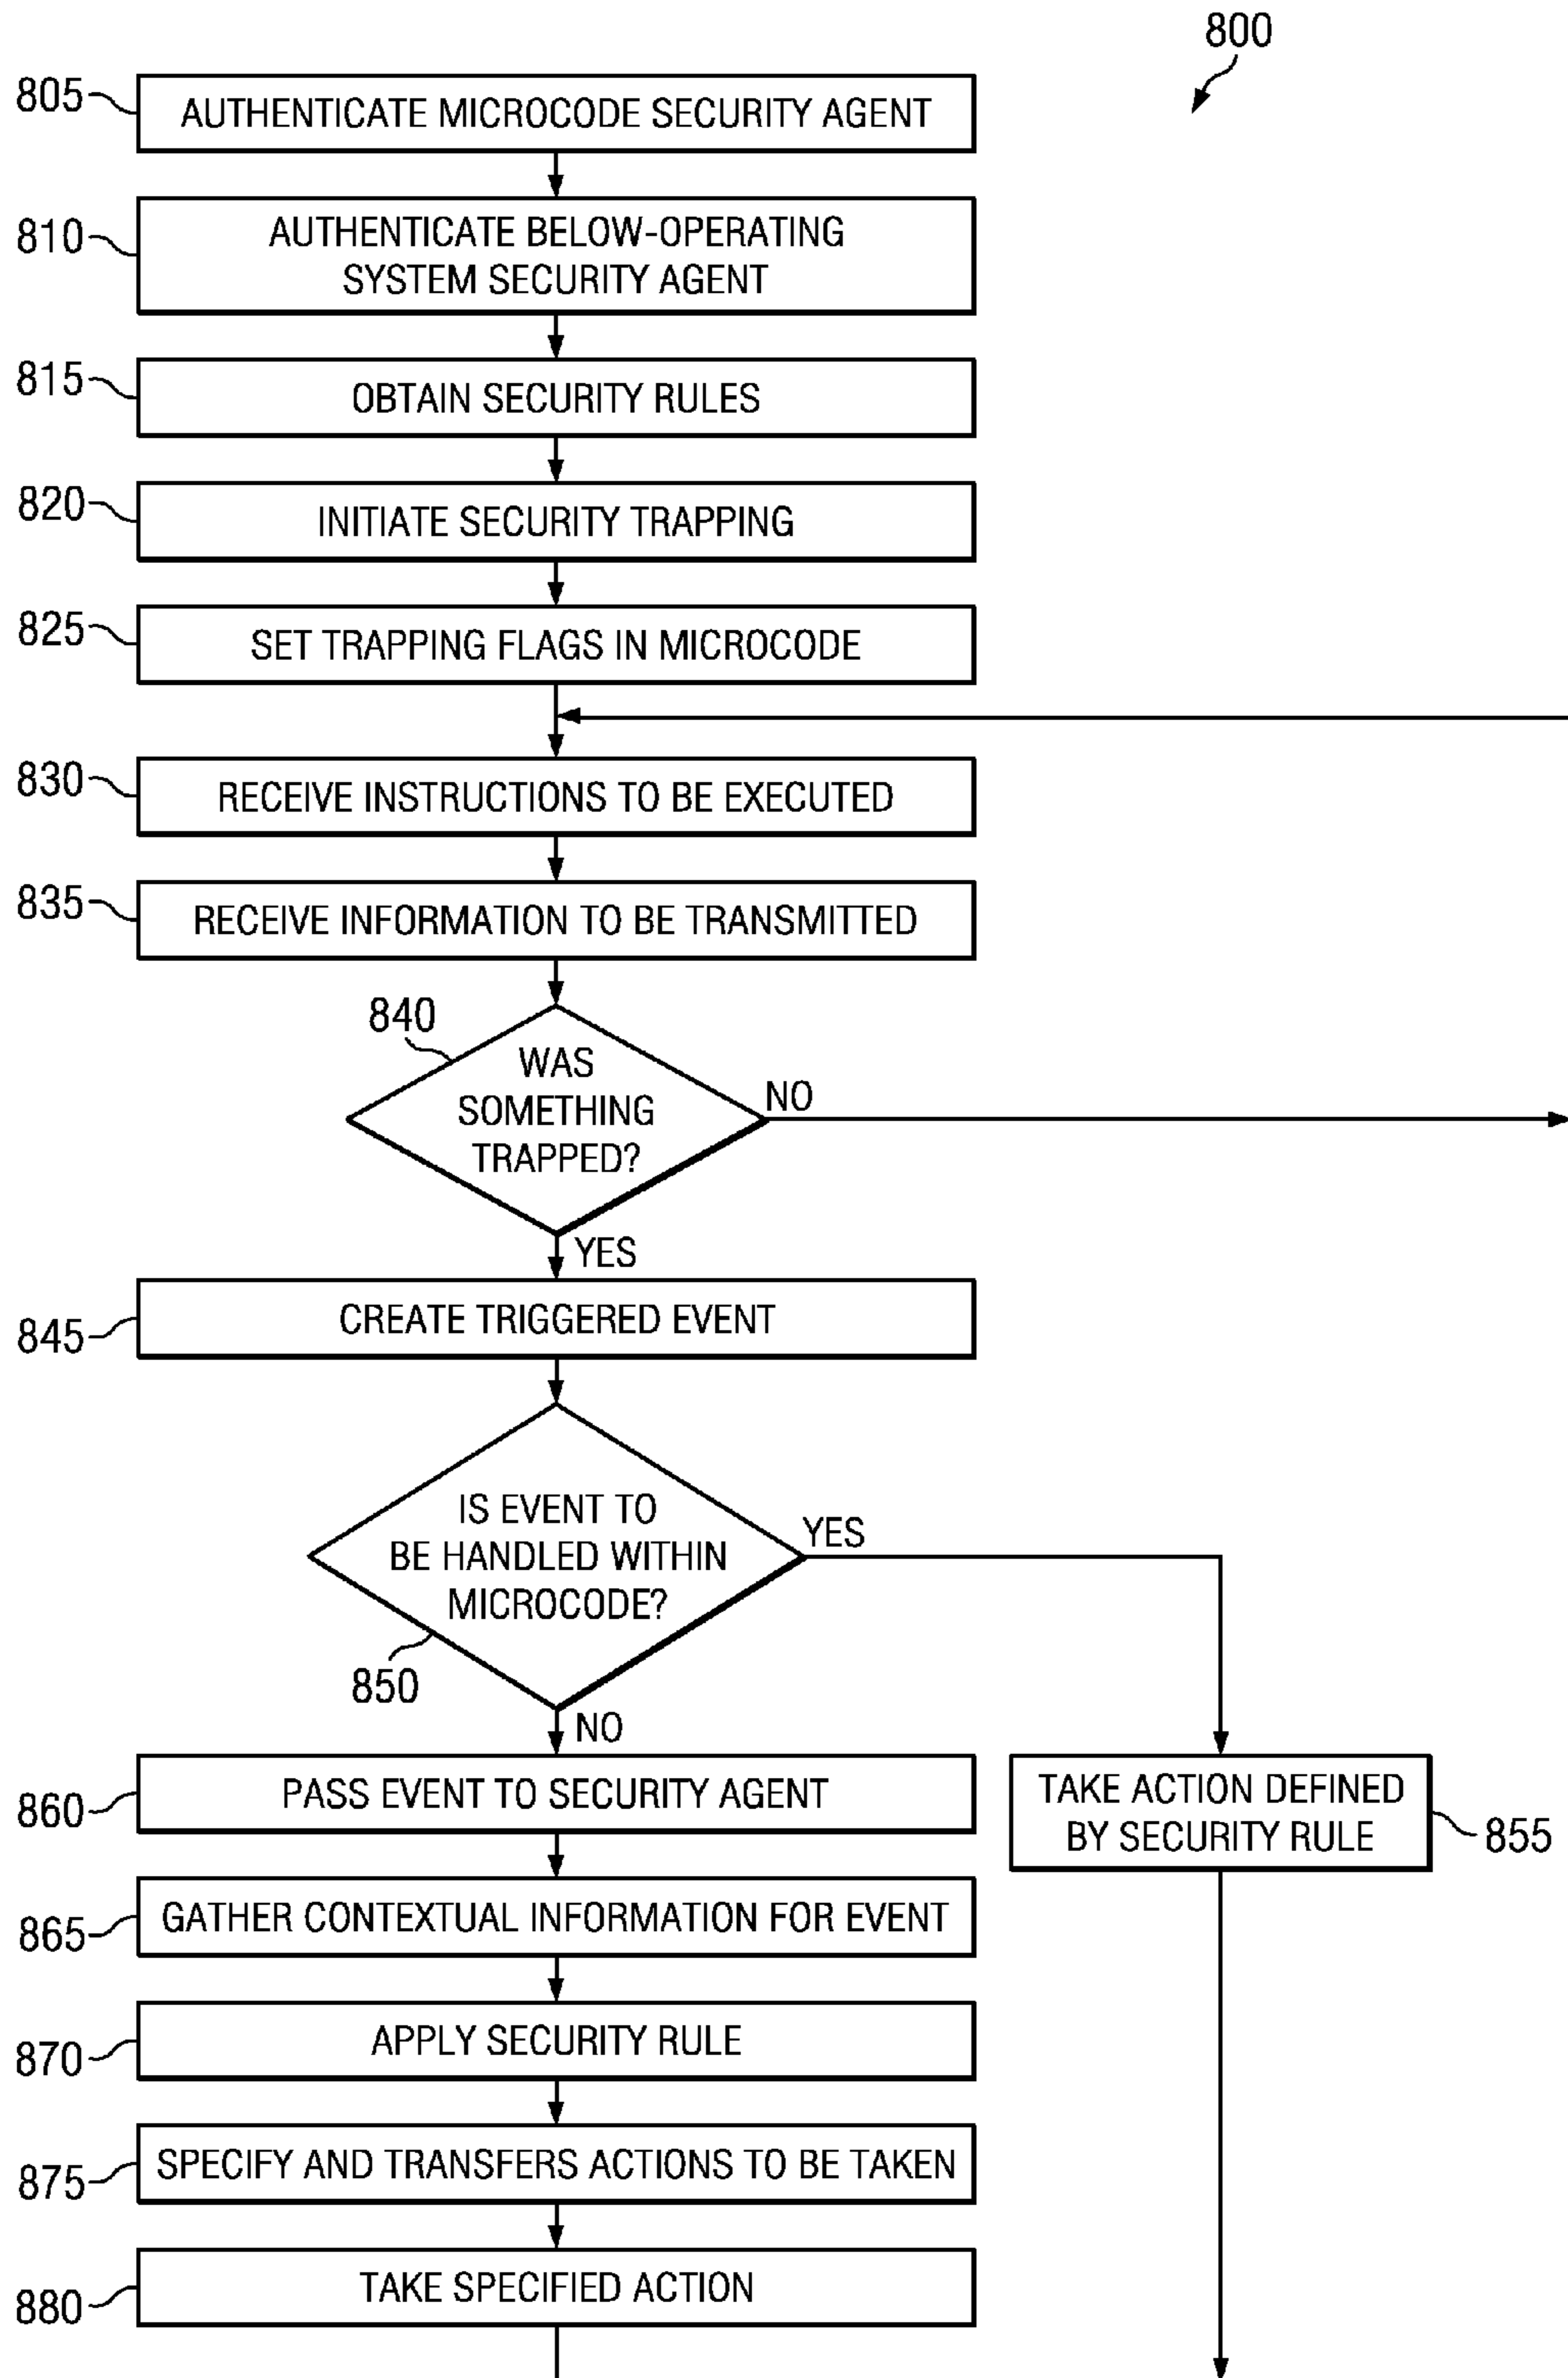 800
805
AUTHENTICATE MICROCODE SECURITY AGENT
810
AUTHENTICATE BELOW-OPERATING
SYSTEM SECURITY AGENT
815
OBTAIN SECURITY RULES
820
INITIATE SECURITY TRAPPING
825
SET TRAPPING FLAGS IN MICROCODE
830
RECEIVE INSTRUCTIONS TO BE EXECUTED
835
RECEIVE INFORMATION TO BE TRANSMITTED
840
WAS
SOMETHING
TRAPPED?
NO
YES
845
CREATE TRIGGERED EVENT
IS EVENT TO
BE HANDLED WITHIN
MICROCODE?
YES
850
NO
860
PASS EVENT TO SECURITY AGENT
TAKE ACTION DEFINED
BY SECURITY RULE
855
865
GATHER CONTEXTUAL INFORMATION FOR EVENT
870
APPLY SECURITY RULE
875
SPECIFY AND TRANSFERS ACTIONS TO BE TAKEN
880
TAKE SPECIFIED ACTION